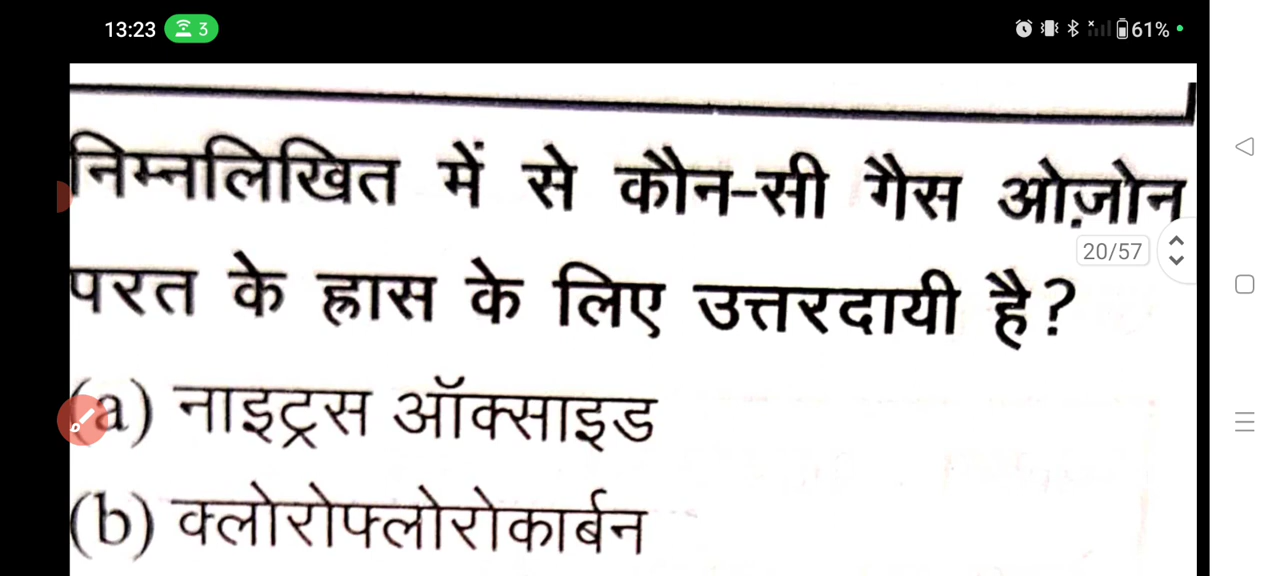 13:23 3 61%
निम्नलिखित में से कौन-सी गैस ओज़ोन
20/57
परत के ह्रास के लिए उत्तरदायी है?
(a) नाइट्रस ऑक्साइड
(b) क्लोरोफ्लोरोकार्बन